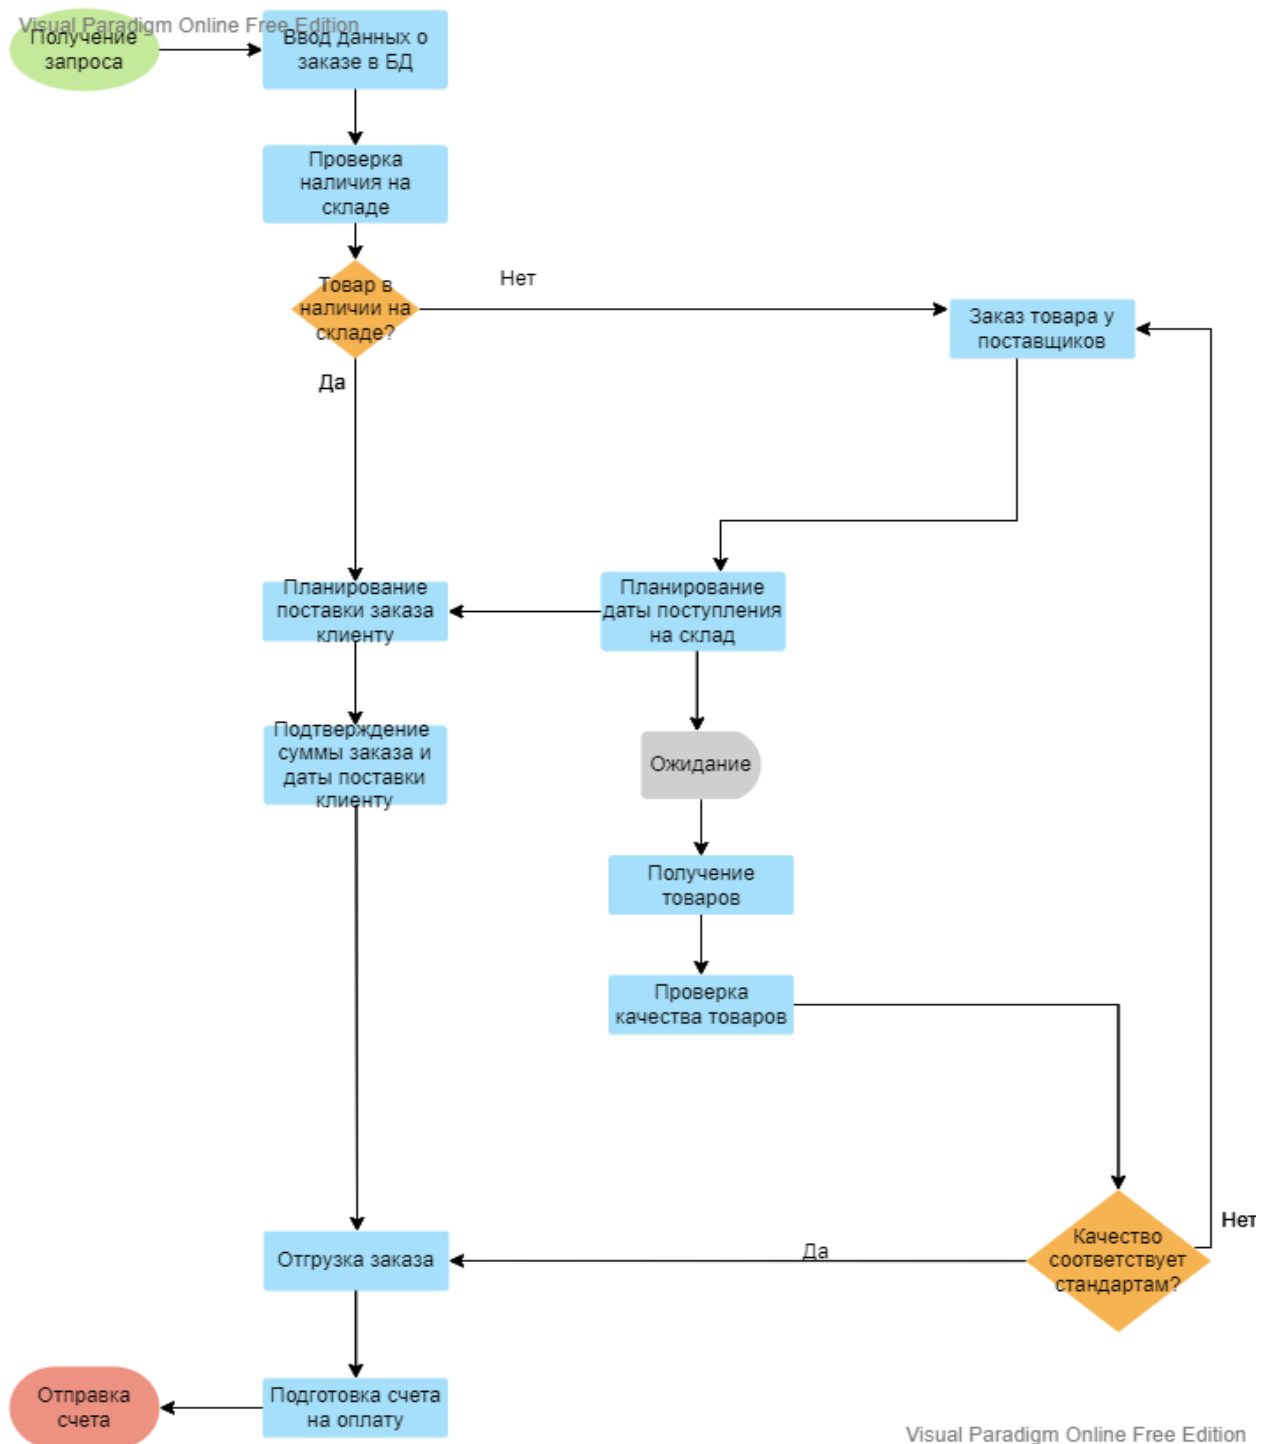 Visual Paradigm Online Free Edition
Получение
запроса
Ввод данных о
заказе в БД
Проверка
наличия на
складе
Товар в
наличии на
складе?
Нет
Заказ товара у
поставщиков
Да
Планирование
поставки заказа
клиенту
Планирование
даты поступления
на склад
Подтверждение
суммы заказа и
даты поставки
клиенту
Ожидание
Получение
товаров
Проверка
качества товаров
Нет
Качество
соответствует
стандартам?
Да
Отгрузка заказа
Подготовка счета
на оплату
Отправка
счета
Visual Paradigm Online Free Edition